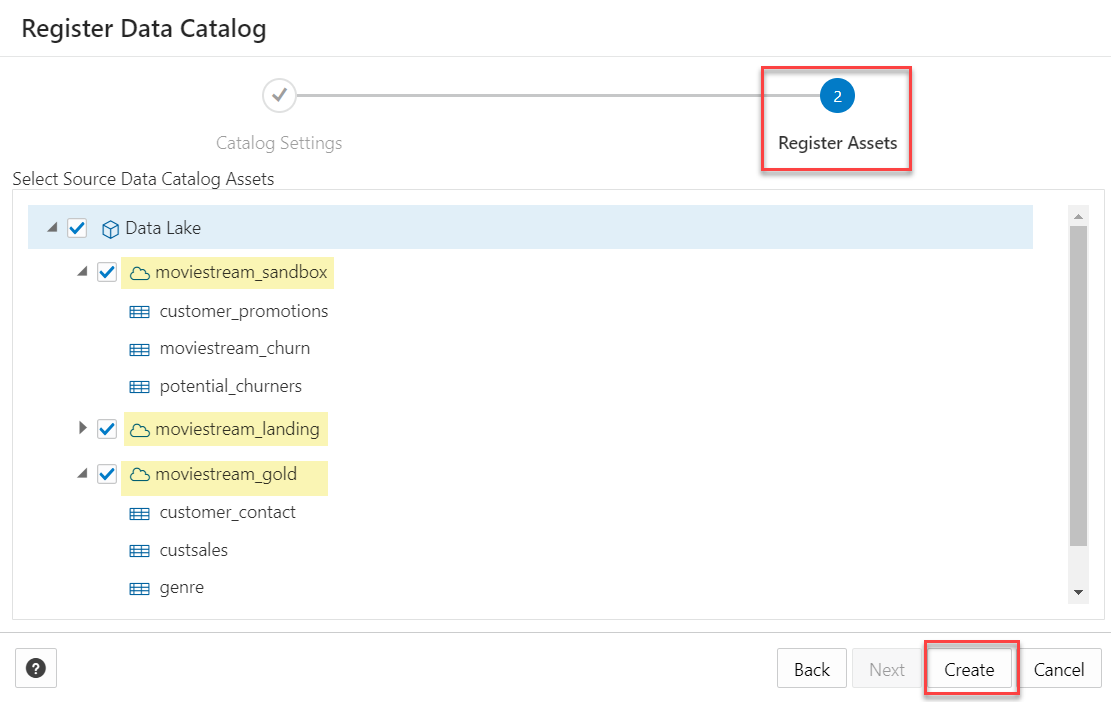 Register Data Catalog
2
Catalog Settings
Register Assets
Select Source Data Catalog Assets
Data Lake
moviestream_sandbox
customer_promotions
moviestream_churn
potential_churners
moviestream_landing
moviestream_gold
customer_contact
custsales
genre
?
Back
Next
Create
Cancel